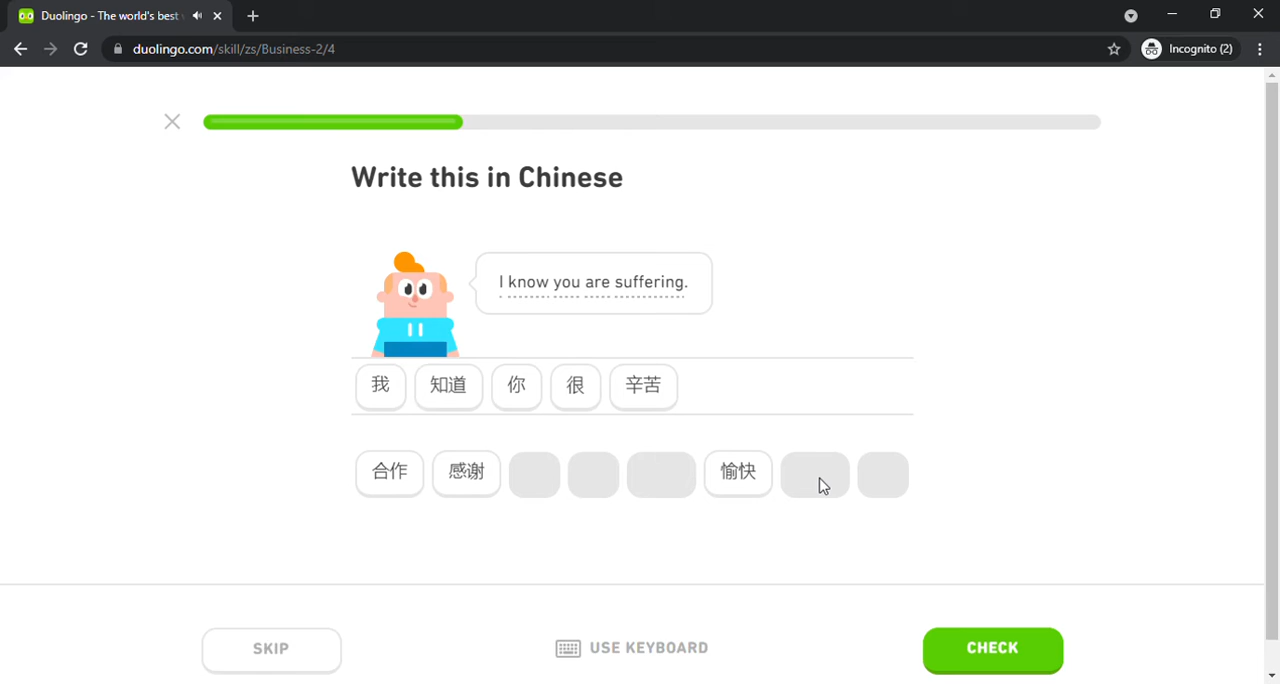 Duolingo - The world's best
duolingo.com/skill/zs/Business-2/4
Incognito (2)
Write this in Chinese
I know you are suffering.
我 知道 你 很 辛苦
合作 感谢 愉快
SKIP
USE KEYBOARD
CHECK